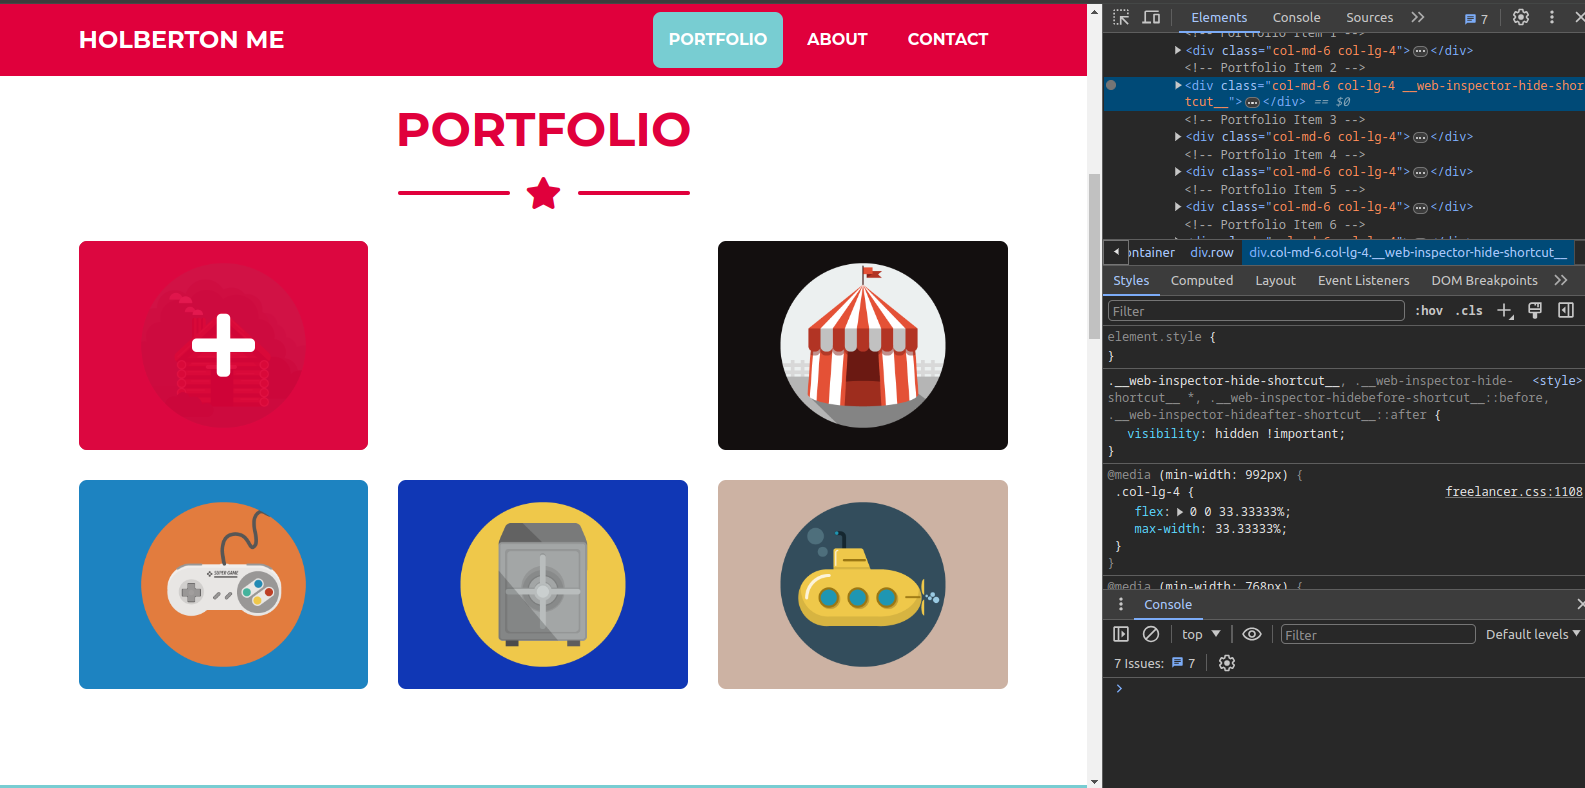 HOLBERTON ME
PORTFOLIO
ABOUT
CONTACT
PORTFOLIO
SUPER GAME
Elements
Console
Sources
7
<!-- Portfolio Item 1 -->
<div class="col-md-6 col-lg-4">…</div>
<!-- Portfolio Item 2 -->
<div class="col-md-6 col-lg-4 __web-inspector-hide-shor
tcut__">…</div> == $0
<!-- Portfolio Item 3 -->
<div class="col-md-6 col-lg-4">…</div>
<!-- Portfolio Item 4 -->
<div class="col-md-6 col-lg-4">…</div>
<!-- Portfolio Item 5 -->
<div class="col-md-6 col-lg-4">…</div>
<!-- Portfolio Item 6 -->
ontainer
div.row
div.col-md-6.col-lg-4.__web-inspector-hide-shortcut__
Styles
Computed
Layout
Event Listeners
DOM Breakpoints
Filter
:hov
.cls
element.style {
}
.__web-inspector-hide-shortcut__, .__web-inspector-hide-
<style>
shortcut__ *, .__web-inspector-hidebefore-shortcut__::before,
.__web-inspector-hideafter-shortcut__::after {
visibility: hidden !important;
}
@media (min-width: 992px) {
.col-lg-4 {
freelancer.css:1108
flex: 0 0 33.33333%;
max-width: 33.33333%;
}
}
@media (min-width: 768px) {
Console
top
Filter
Default levels
7 Issues:
7